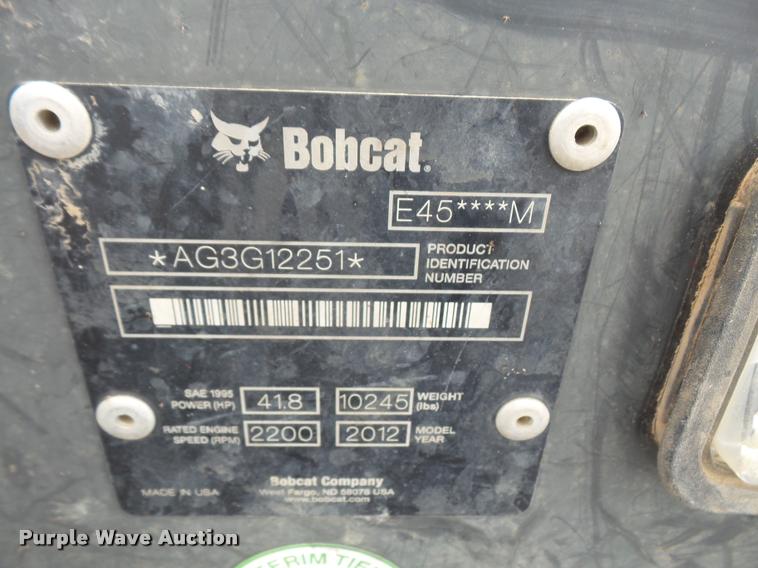 Bobcat®
E45****M
*AG3G12251*
PRODUCT
IDENTIFICATION
NUMBER
SAE 1995
POWER (HP)
41.8
10245
WEIGHT
(lbs)
RATED ENGINE
SPEED (RPM)
2200
2012
MODEL
YEAR
Bobcat Company
MADE IN USA
West Fargo, ND 58078 USA
www.bobcat.com
Purple Wave Auction